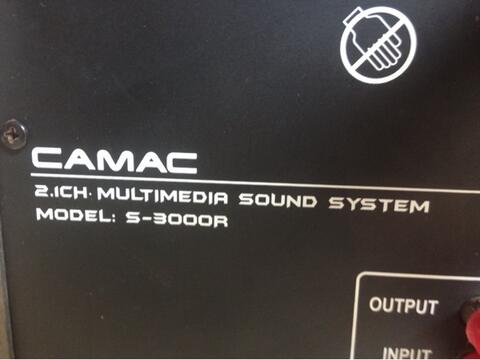 CAMAC
2.1CH· MULTIMEDIA SOUND SYSTEM
MODEL: S-3000R
OUTPUT
INPUT